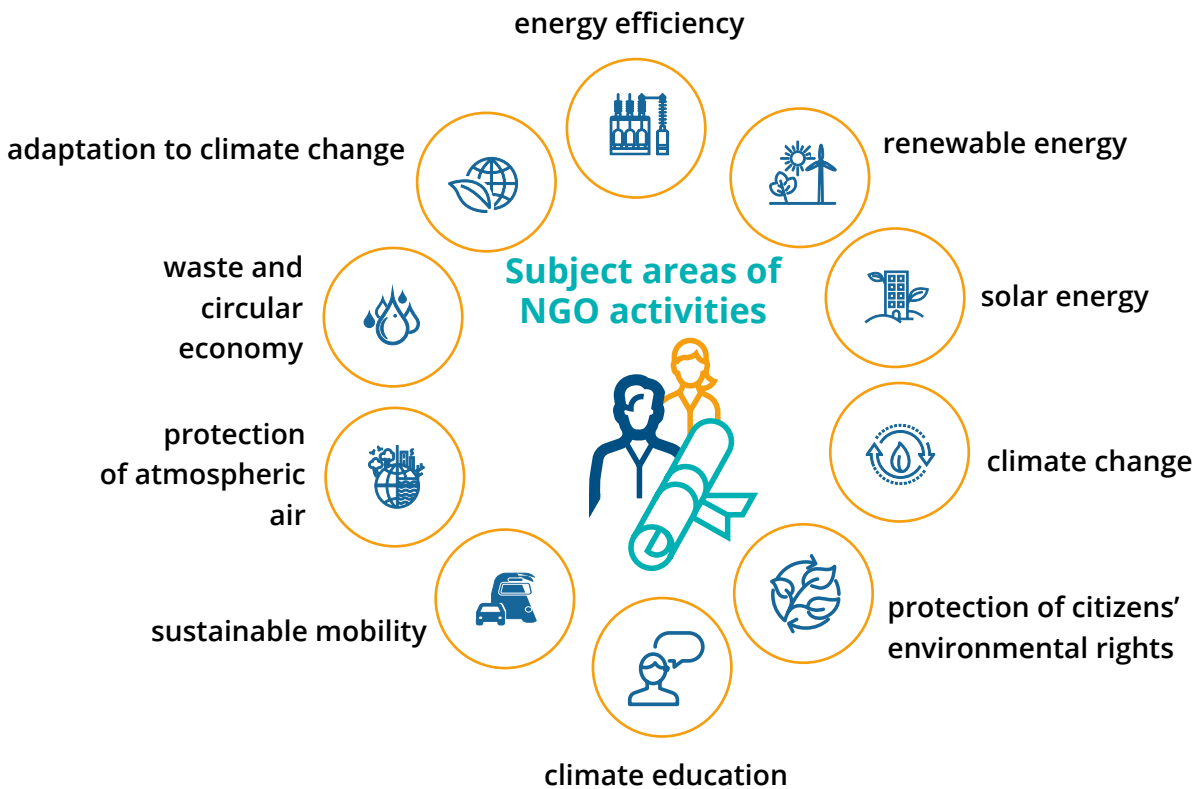 energy efficiency
adaptation to climate change
renewable energy
waste and
circular
economy
Subject areas of
NGO activities
solar energy
protection
of atmospheric
air
climate change
sustainable mobility
protection of citizens’
environmental rights
climate education